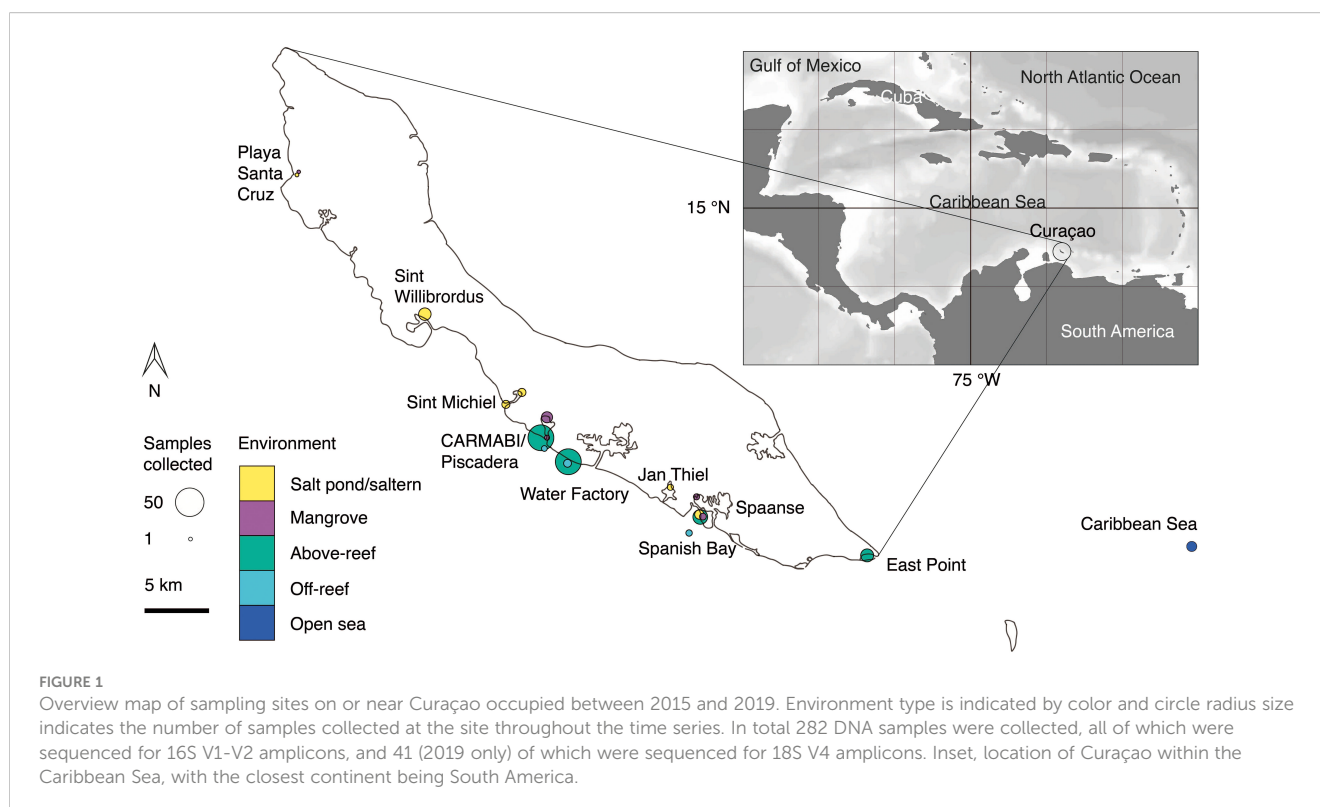 Gulf of Mexico
North Atlantic Ocean
Cuba
Playa
Santa
Cruz
15 °N
Caribbean Sea
Curaçao
Sint
Willibrordus
South America
75 °W
N
Sint Michiel
Samples
collected
50
1
5 km
Environment
Salt pond/saltern
Mangrove
Above-reef
Off-reef
Open sea
CARMABI/
Piscadera
Water Factory
Jan Thiel
Spaanse
Spanish Bay
East Point
Caribbean Sea
FIGURE 1
Overview map of sampling sites on or near Curaçao occupied between 2015 and 2019. Environment type is indicated by color and circle radius size
indicates the number of samples collected at the site throughout the time series. In total 282 DNA samples were collected, all of which were
sequenced for 16S V1-V2 amplicons, and 41 (2019 only) of which were sequenced for 18S V4 amplicons. Inset, location of Curaçao within the
Caribbean Sea, with the closest continent being South America.